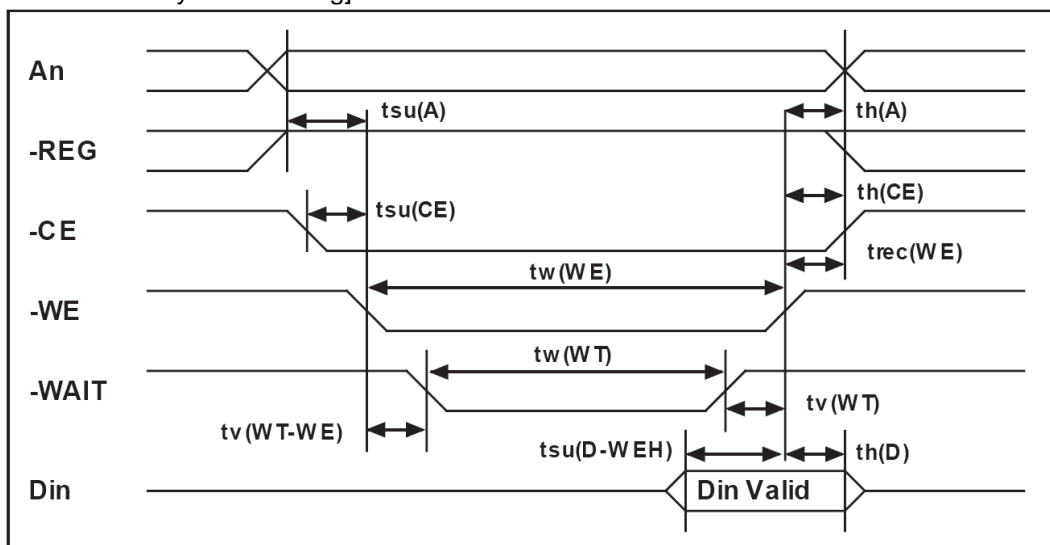 An
tsu(A)
th(A)
-REG
tsu(CE)
th(CE)
-CE
trec(WE)
tw(WE)
-WE
tw(WT)
-WAIT
tv(WT)
tv(WT-WE)
tsu(D-WEH)
th(D)
Din
Din Valid